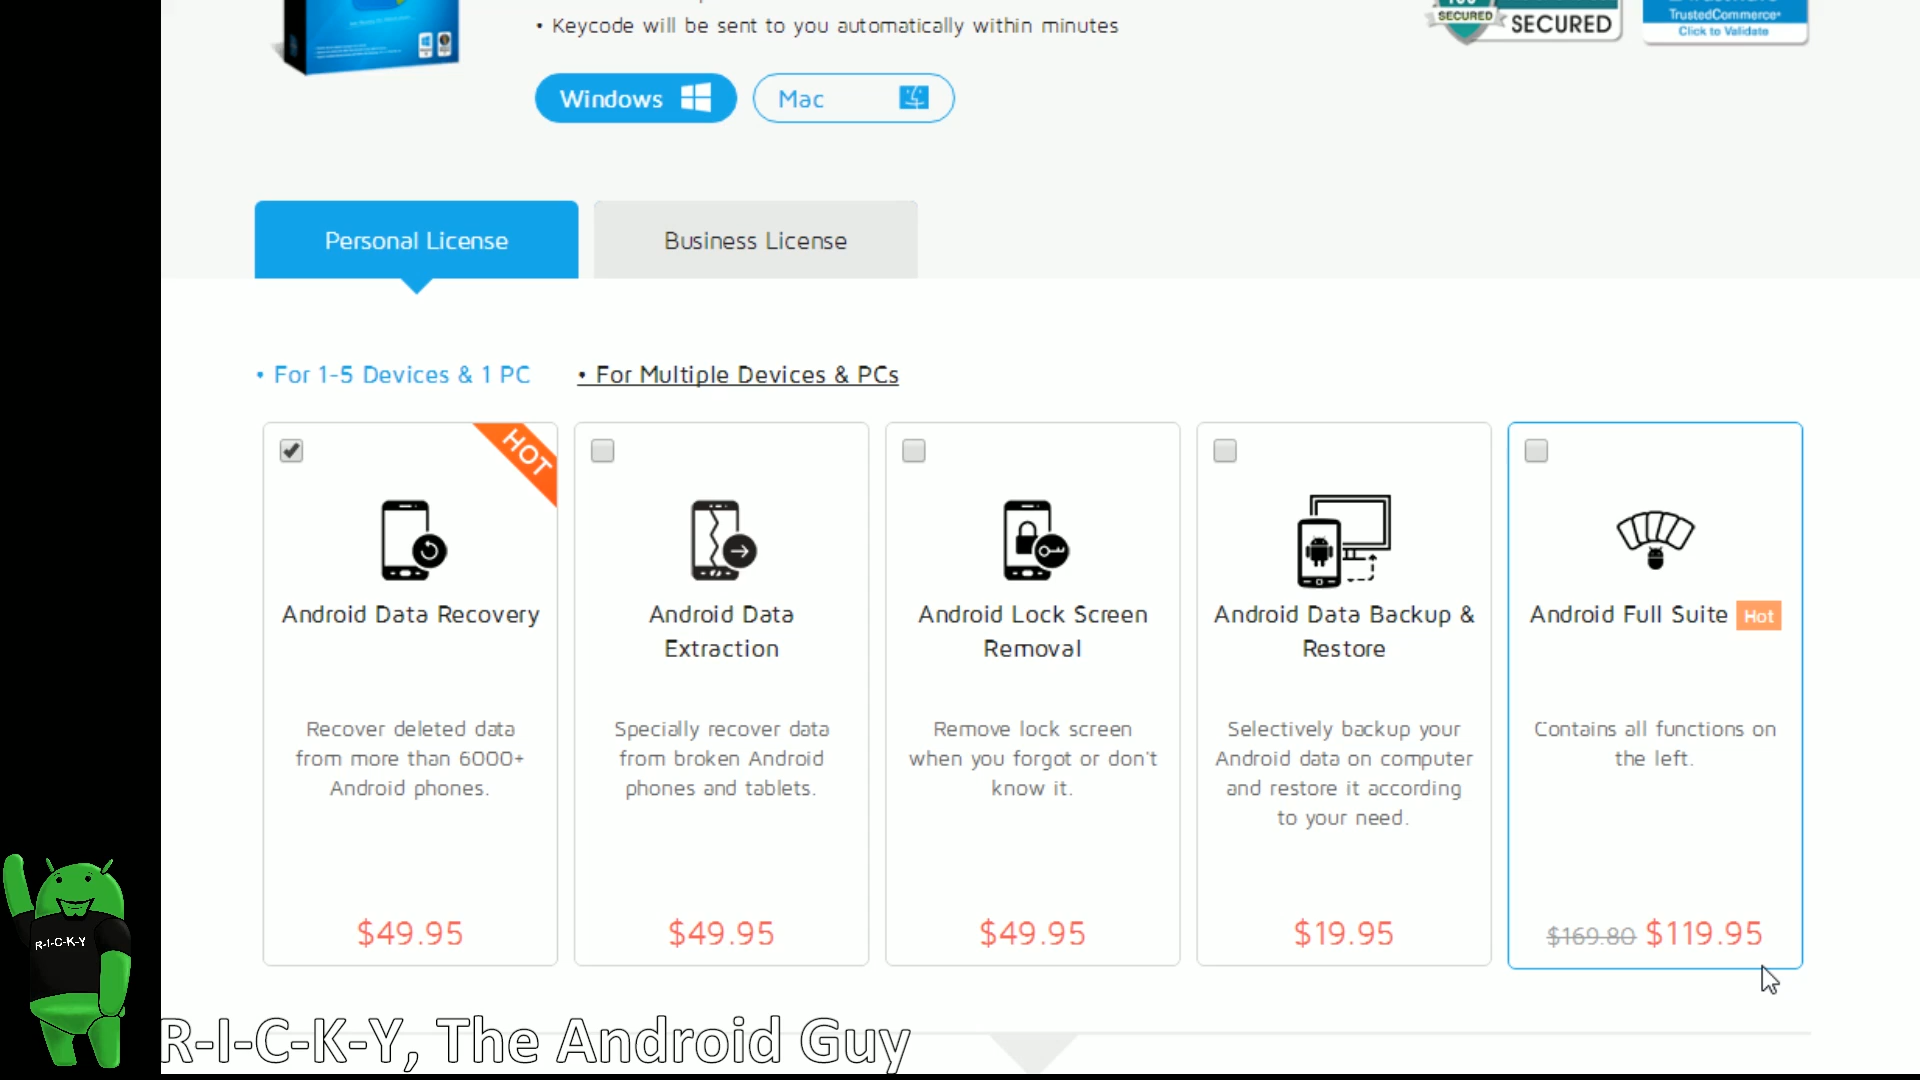 • Keycode will be sent to you automatically within minutes
SECURED
SECURED
TrustedCommerce
Click to Validate
Windows
Mac
Personal License
Business License
• For 1-5 Devices & 1 PC
• For Multiple Devices & PCs
HOT
Android Data Recovery
Recover deleted data
from more than 6000+
Android phones.
$49.95
Android Data
Extraction
Specially recover data
from broken Android
phones and tablets.
$49.95
Android Lock Screen
Removal
Remove lock screen
when you forgot or don't
know it.
$49.95
Android Data Backup &
Restore
Selectively backup your
Android data on computer
and restore it according
to your need.
$19.95
Android Full Suite Hot
Contains all functions on
the left.
$169.80 $119.95
R-I-C-K-Y
R-I-C-K-Y, The Android Guy